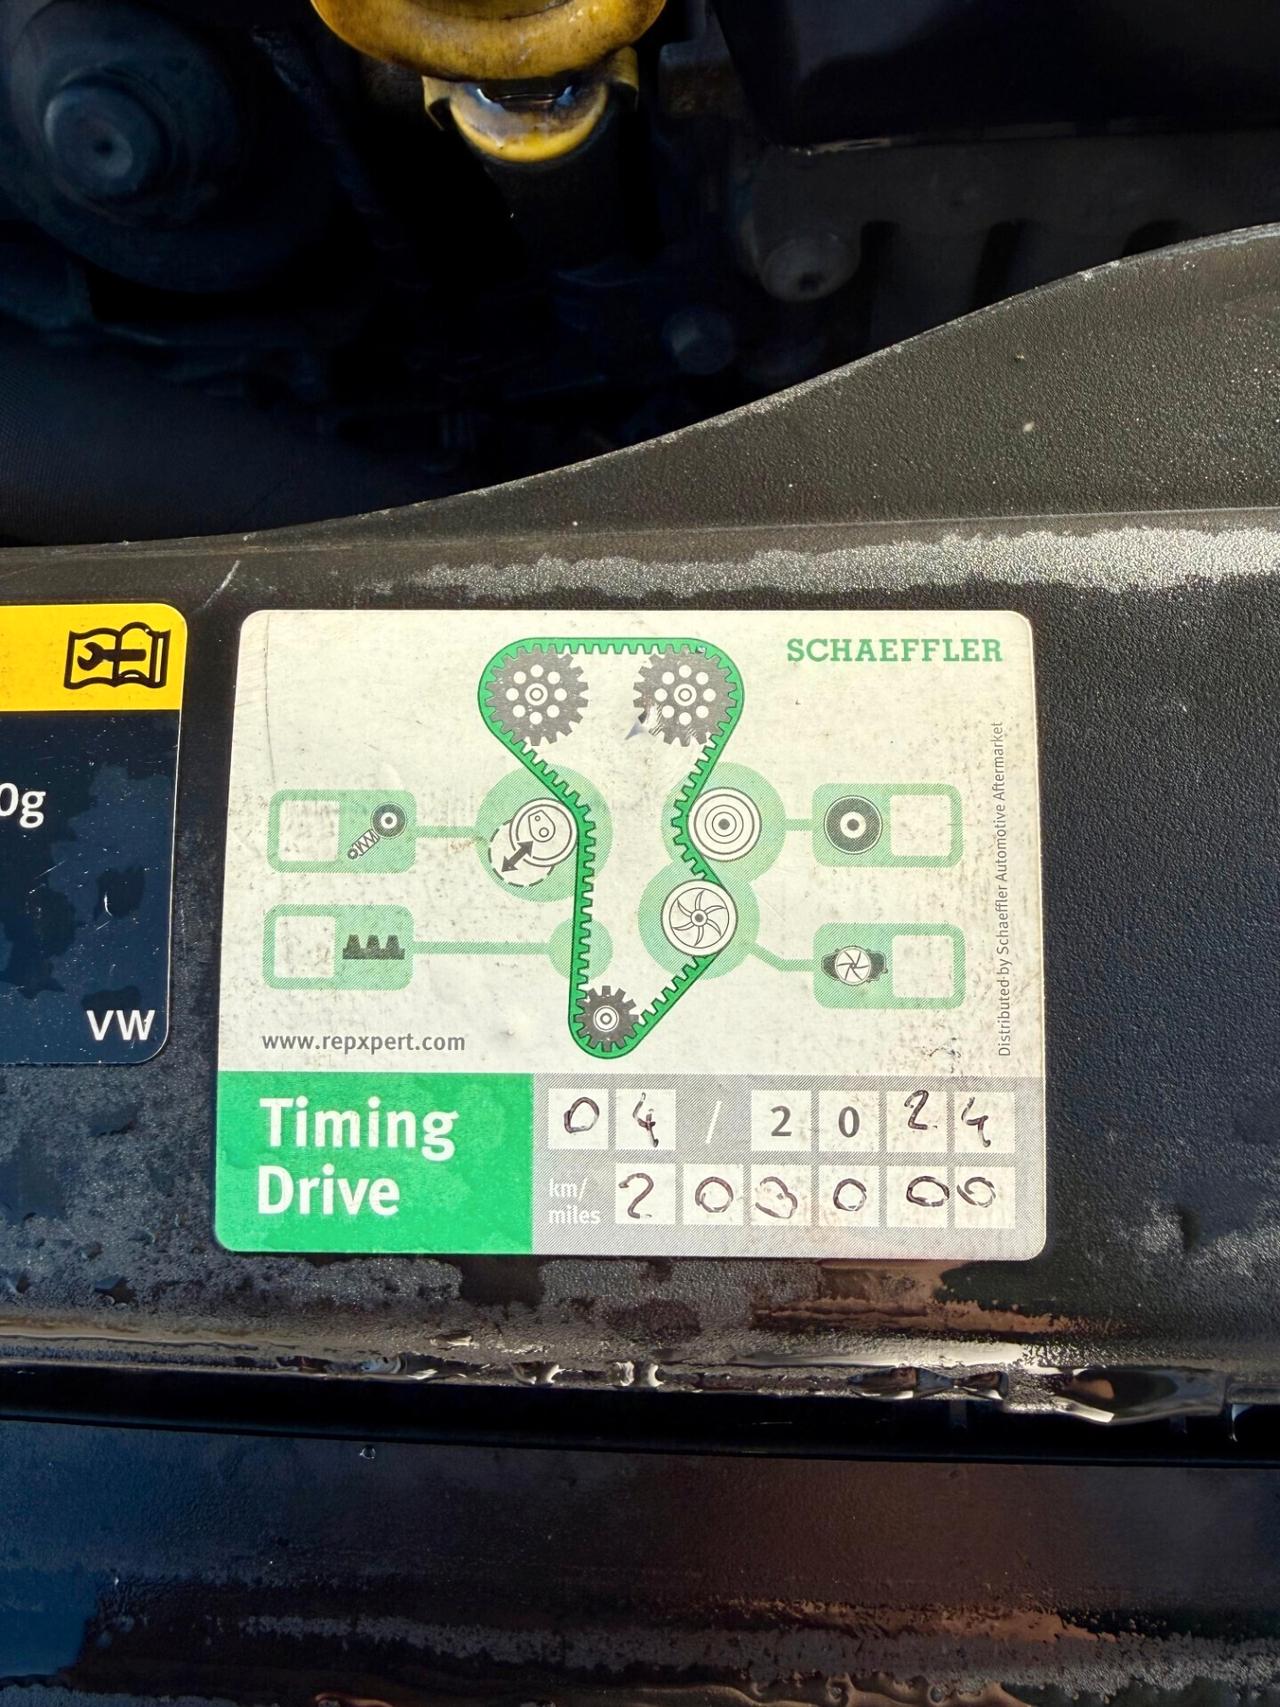 SCHAEFFLER
0g
VW
www.repxpert.com
Distributed by Schaeffler Automotive Aftermarket
Timing
Drive
04 / 2024
km/
miles
203000